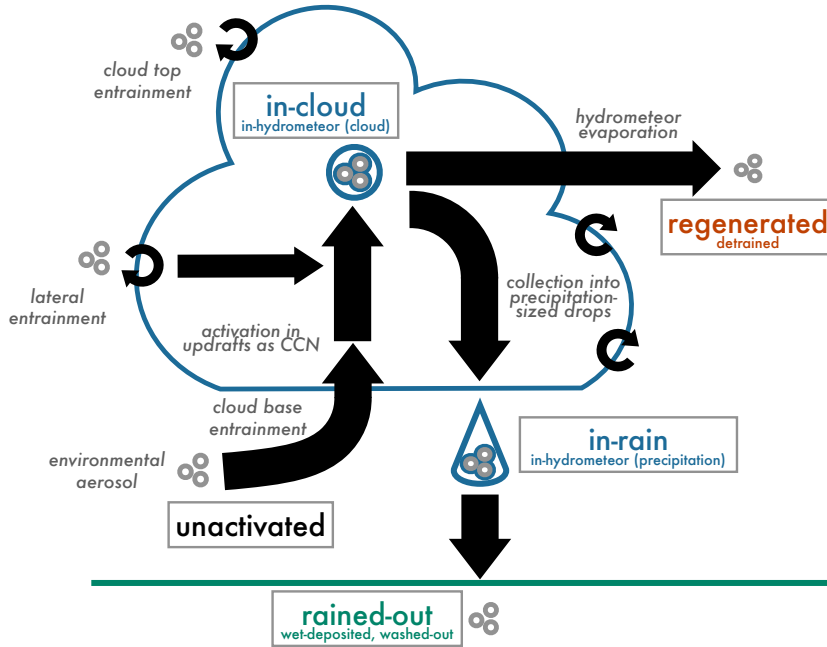 cloud top
entrainment
in-cloud
in-hydrometeor (cloud)
hydrometeor
evaporation
regenerated
detrained
lateral
entrainment
activation in
updrafts as CCN
collection into
precipitation-
sized drops
cloud base
entrainment
environmental
aerosol
unactivated
in-rain
in-hydrometeor (precipitation)
rained-out
wet-deposited, washed-out